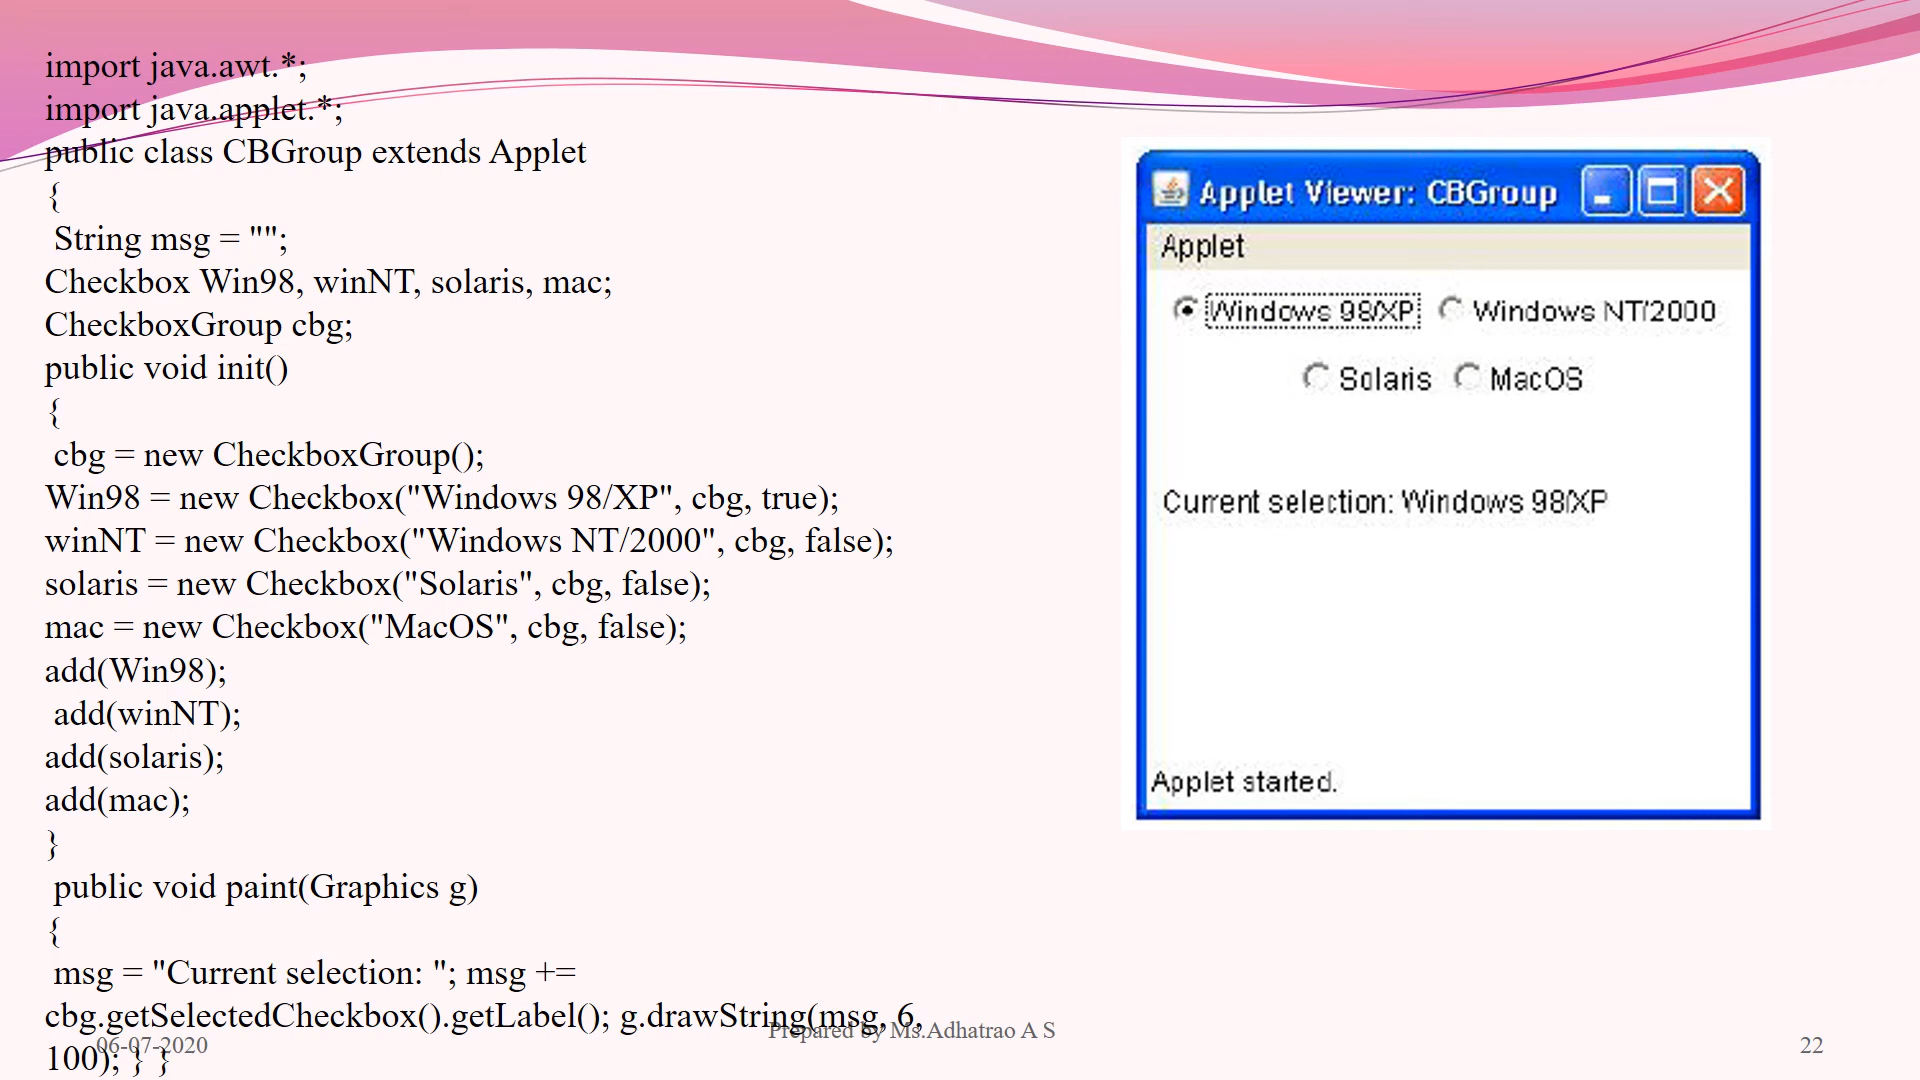 import java.awt.*;
import java.applet.*;
public class CBGroup extends Applet
{
String msg = "";
Checkbox Win98, winNT, solaris, mac;
CheckboxGroup cbg;
public void init()
{
cbg = new CheckboxGroup();
Win98 = new Checkbox("Windows 98/XP", cbg, true);
winNT = new Checkbox("Windows NT/2000", cbg, false);
solaris = new Checkbox("Solaris", cbg, false);
mac = new Checkbox("MacOS", cbg, false);
add(Win98);
add(winNT);
add(solaris);
add(mac);
}
public void paint(Graphics g)
{
msg = "Current selection: "; msg +=
cbg.getSelectedCheckbox().getLabel(); g.drawString(msg, 6,
100); } }
Applet Viewer: CBGroup
Applet
Windows 98/XP Windows NT/2000
Solaris MacOS
Current selection: Windows 98/XP
Applet started.
06-07-2020
Prepared by Ms.Adhatrao A S
22